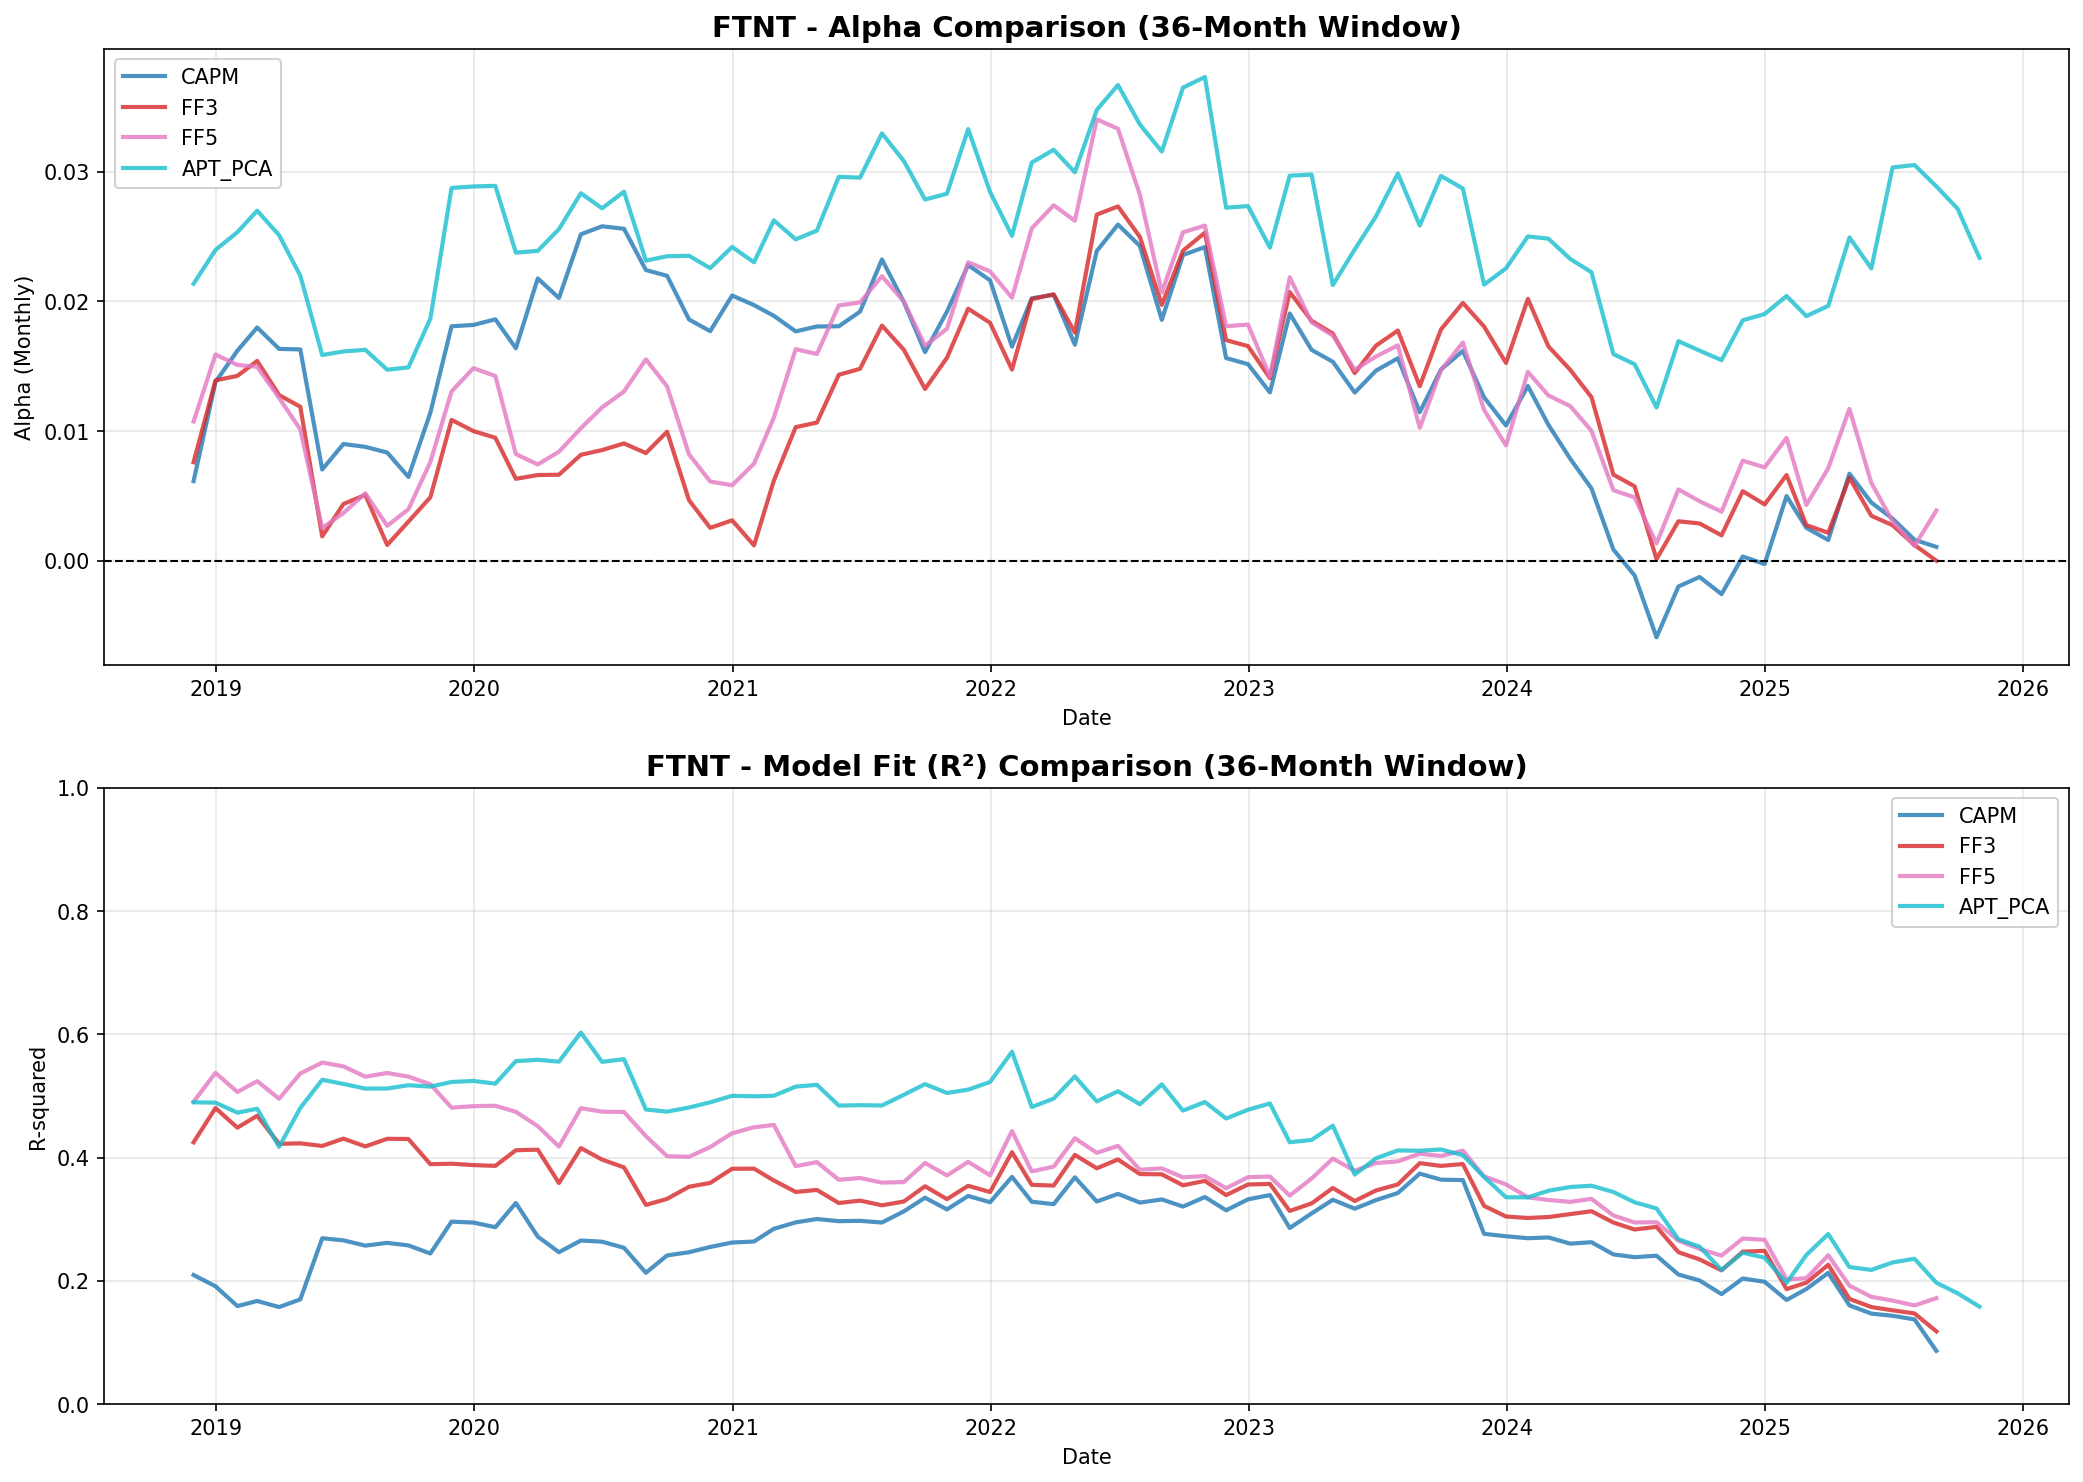 FTNT - Alpha Comparison (36-Month Window)
CAPM
FF3
FF5
APT_PCA
Alpha (Monthly)
0.03
0.02
0.01
0.00
2019 2020 2021 2022 2023 2024 2025 2026
Date
FTNT - Model Fit (R²) Comparison (36-Month Window)
CAPM
FF3
FF5
APT_PCA
R-squared
1.0
0.8
0.6
0.4
0.2
0.0
2019 2020 2021 2022 2023 2024 2025 2026
Date